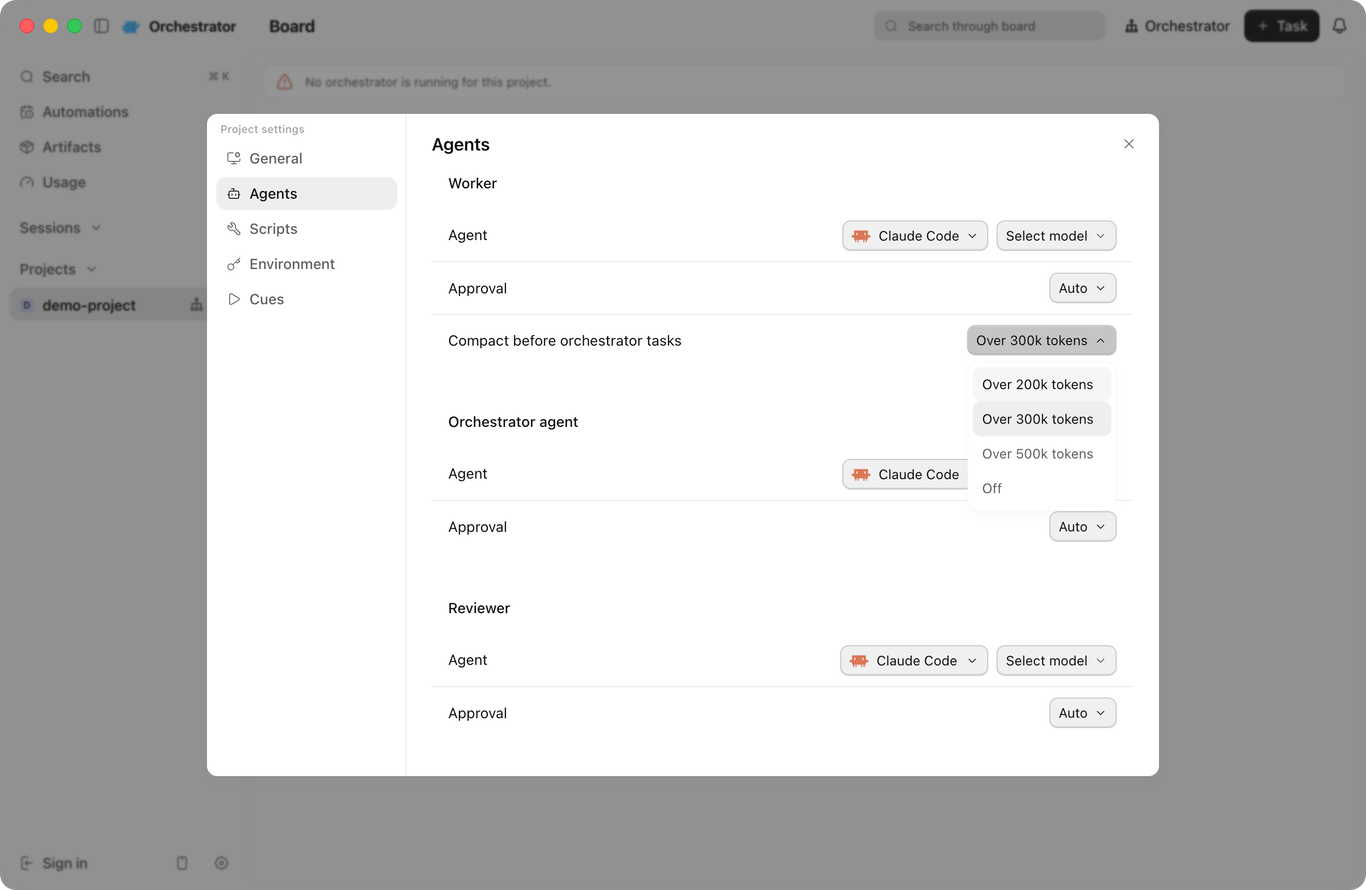 Orchestrator
Board
Search through board
Orchestrator
+ Task
Search
⌘ K
Automations
Artifacts
Usage
Sessions
Projects
D
demo-project
Sign in
No orchestrator is running for this project.
Project settings
General
Agents
Scripts
Environment
Cues
Agents
Worker
Agent
Claude Code
Select model
Approval
Auto
Compact before orchestrator tasks
Over 300k tokens
Over 200k tokens
Over 300k tokens
Over 500k tokens
Off
Orchestrator agent
Agent
Claude Code
Approval
Auto
Reviewer
Agent
Claude Code
Select model
Approval
Auto